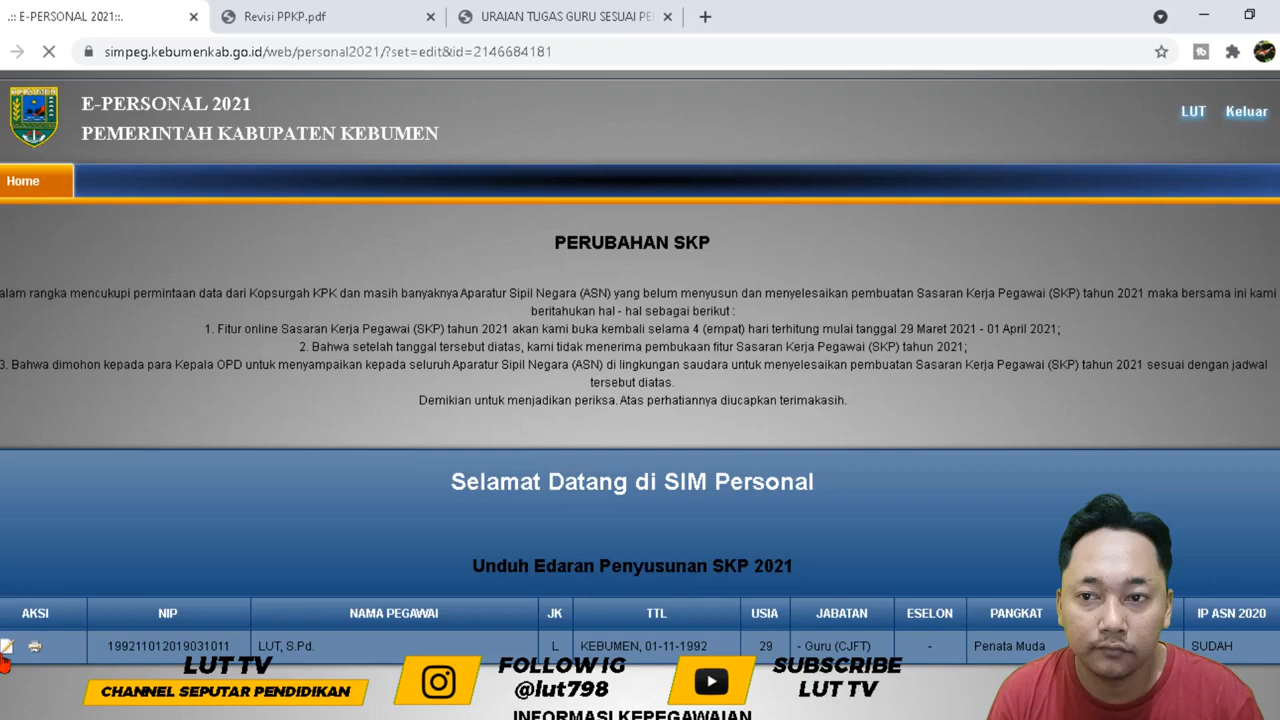 .:: E-PERSONAL 2021::.
Revisi PPKP.pdf
URAIAN TUGAS GURU SESUAI PE
simpeg.kebumenkab.go.id/web/personal2021/?set=edit&id=2146684181
E-PERSONAL 2021
PEMERINTAH KABUPATEN KEBUMEN
LUT Keluar
Home
PERUBAHAN SKP
alam rangka mencukupi permintaan data dari Kopsurgah KPK dan masih banyaknya Aparatur Sipil Negara (ASN) yang belum menyusun dan menyelesaikan pembuatan Sasaran Kerja Pegawai (SKP) tahun 2021 maka bersama ini kami
beritahukan hal - hal sebagai berikut :
1. Fitur online Sasaran Kerja Pegawai (SKP) tahun 2021 akan kami buka kembali selama 4 (empat) hari terhitung mulai tanggal 29 Maret 2021 - 01 April 2021;
2. Bahwa setelah tanggal tersebut diatas, kami tidak menerima pembukaan fitur Sasaran Kerja Pegawai (SKP) tahun 2021;
3. Bahwa dimohon kepada para Kepala OPD untuk menyampaikan kepada seluruh Aparatur Sipil Negara (ASN) di lingkungan saudara untuk menyelesaikan pembuatan Sasaran Kerja Pegawai (SKP) tahun 2021 sesuai dengan jadwal
tersebut diatas.
Demikian untuk menjadikan periksa. Atas perhatiannya diucapkan terimakasih.
Selamat Datang di SIM Personal
Unduh Edaran Penyusunan SKP 2021
AKSI NIP NAMA PEGAWAI JK TTL USIA JABATAN ESELON PANGKAT IP ASN 2020
199211012019031011 LUT, S.Pd. L KEBUMEN, 01-11-1992 29 - Guru (CJFT) - Penata Muda SUDAH
LUT TV
CHANNEL SEPUTAR PENDIDIKAN
FOLLOW IG
@lut798
SUBSCRIBE
LUT TV
INFORMASI KEPEGAWAIAN